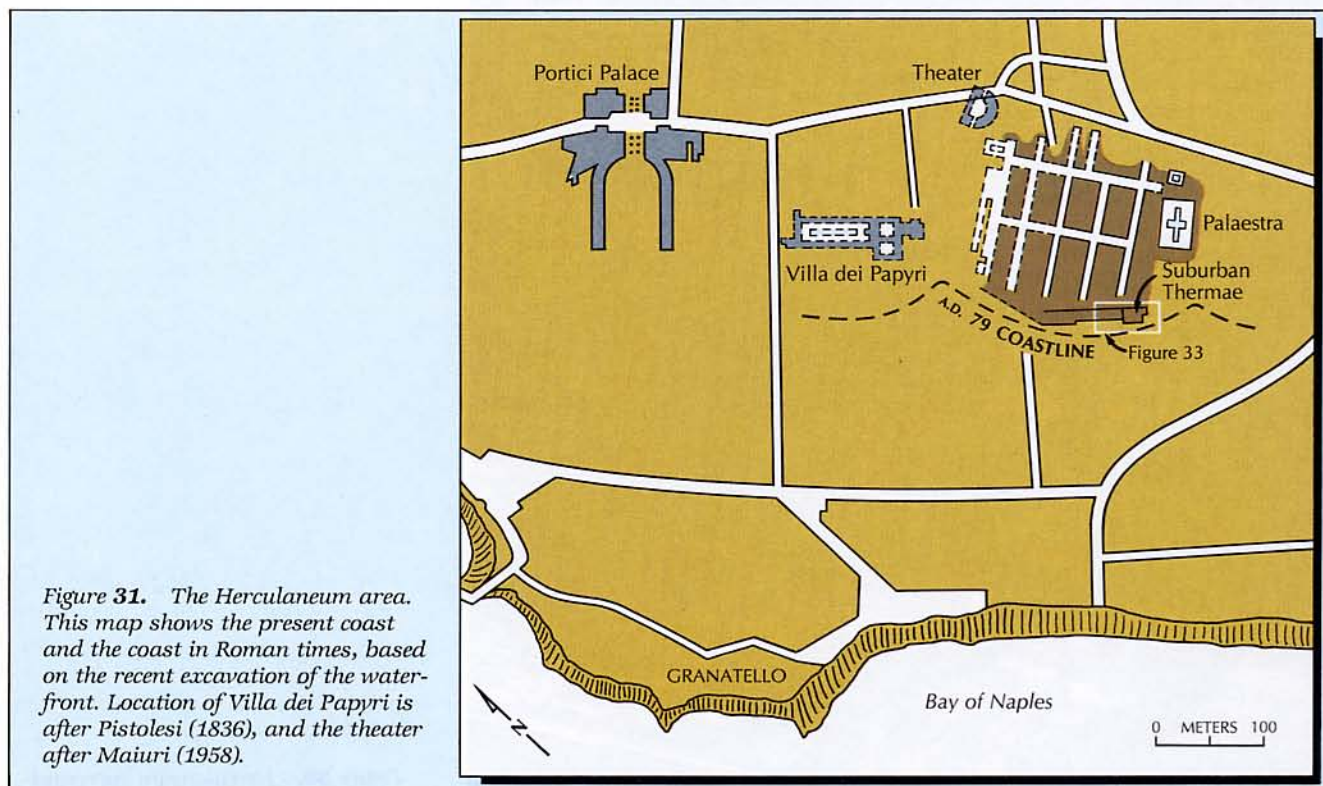 Portici Palace
Theater
Palaestra
Villa dei Papyri
Suburban
Thermae
A.D. 79 COASTLINE
Figure 33
GRANATELLO
Bay of Naples
N
0 METERS 100
Figure 31. The Herculaneum area.
This map shows the present coast
and the coast in Roman times, based
on the recent excavation of the water-
front. Location of Villa dei Papyri is
after Pistolesi (1836), and the theater
after Maiuri (1958).